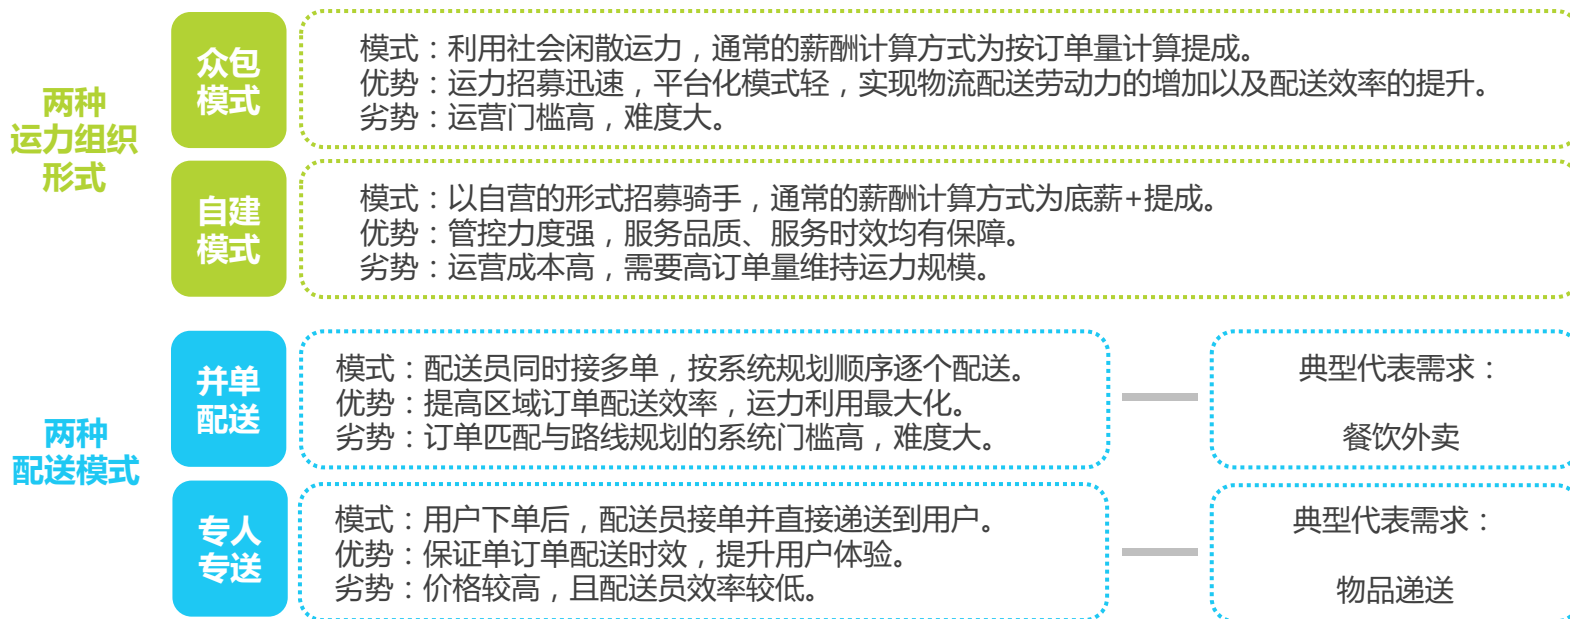 两种
运力组织
形式
众包
模式
模式：利用社会闲散运力，通常的薪酬计算方式为按订单量计算提成。
优势：运力招募迅速，平台化模式轻，实现物流配送劳动力的增加以及配送效率的提升。
劣势：运营门槛高，难度大。
自建
模式
模式：以自营的形式招募骑手，通常的薪酬计算方式为底薪+提成。
优势：管控力度强，服务品质、服务时效均有保障。
劣势：运营成本高，需要高订单量维持运力规模。
两种
配送模式
并单
配送
模式：配送员同时接多单，按系统规划顺序逐个配送。
优势：提高区域订单配送效率，运力利用最大化。
劣势：订单匹配与路线规划的系统门槛高，难度大。
典型代表需求：
餐饮外卖
专人
专送
模式：用户下单后，配送员接单并直接递送到用户。
优势：保证单订单配送时效，提升用户体验。
劣势：价格较高，且配送员效率较低。
典型代表需求：
物品递送